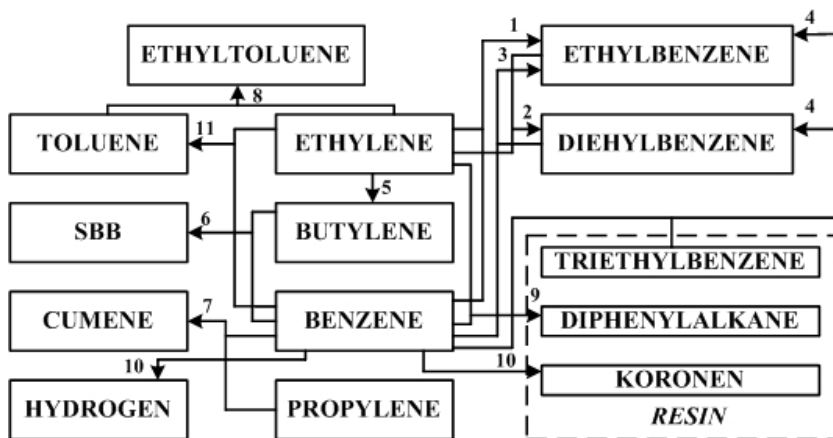 1
4
ETHYLTOLUENE
3
ETHYLBENZENE
8
2
4
TOLUENE
11
ETHYLENE
DIEHYLBENZENE
5
SBB
6
BUTYLENE
TRIETHYLBENZENE
CUMENE
7
BENZENE
9
DIPHENYLALKANE
10
10
HYDROGEN
PROPYLENE
KORONEN
RESIN